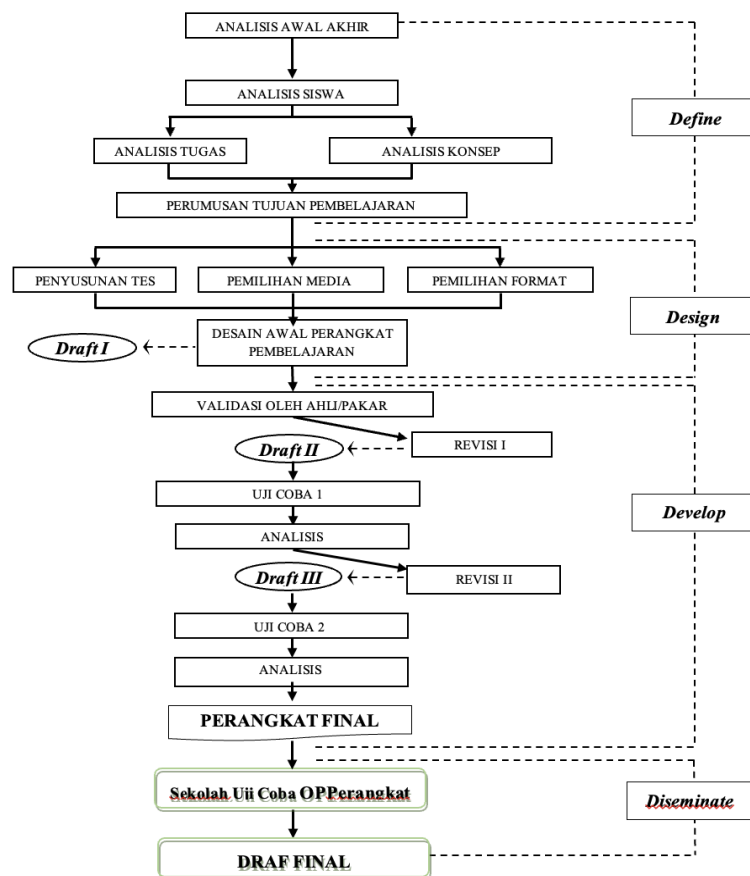 ANALISIS AWAL AKHIR
ANALISIS SISWA
Define
ANALISIS TUGAS
ANALISIS KONSEP
PERUMUSAN TUJUAN PEMBELAJARAN
PENYUSUNAN TES
PEMILIHAN MEDIA
PEMILIHAN FORMAT
Design
Draft I
DESAIN AWAL PERANGKAT
PEMBELAJARAN
VALIDASI OLEH AHLI/PAKAR
Draft II
REVISI I
UJI COBA 1
Develop
ANALISIS
Draft III
REVISI II
UJI COBA 2
ANALISIS
PERANGKAT FINAL
Sekolah Uji Coba OPPerangkat
Diseminate
DRAF FINAL